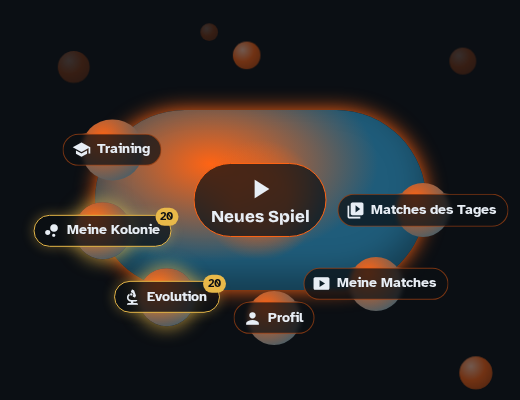 Training
Neues Spiel
Matches des Tages
20
Meine Kolonie
Meine Matches
20
Evolution
Profil